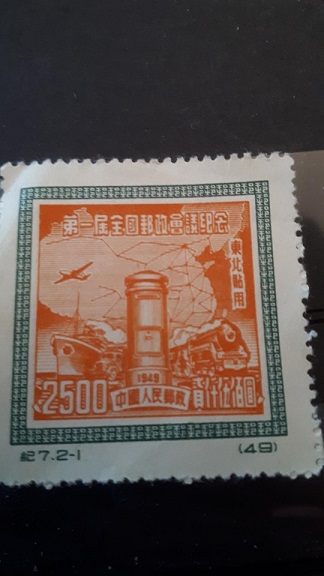 第一屆全國郵政會議紀念
東北貼用
1949
2500
中國人民郵政
貳仟伍佰圓
紀7.2-1
(49)